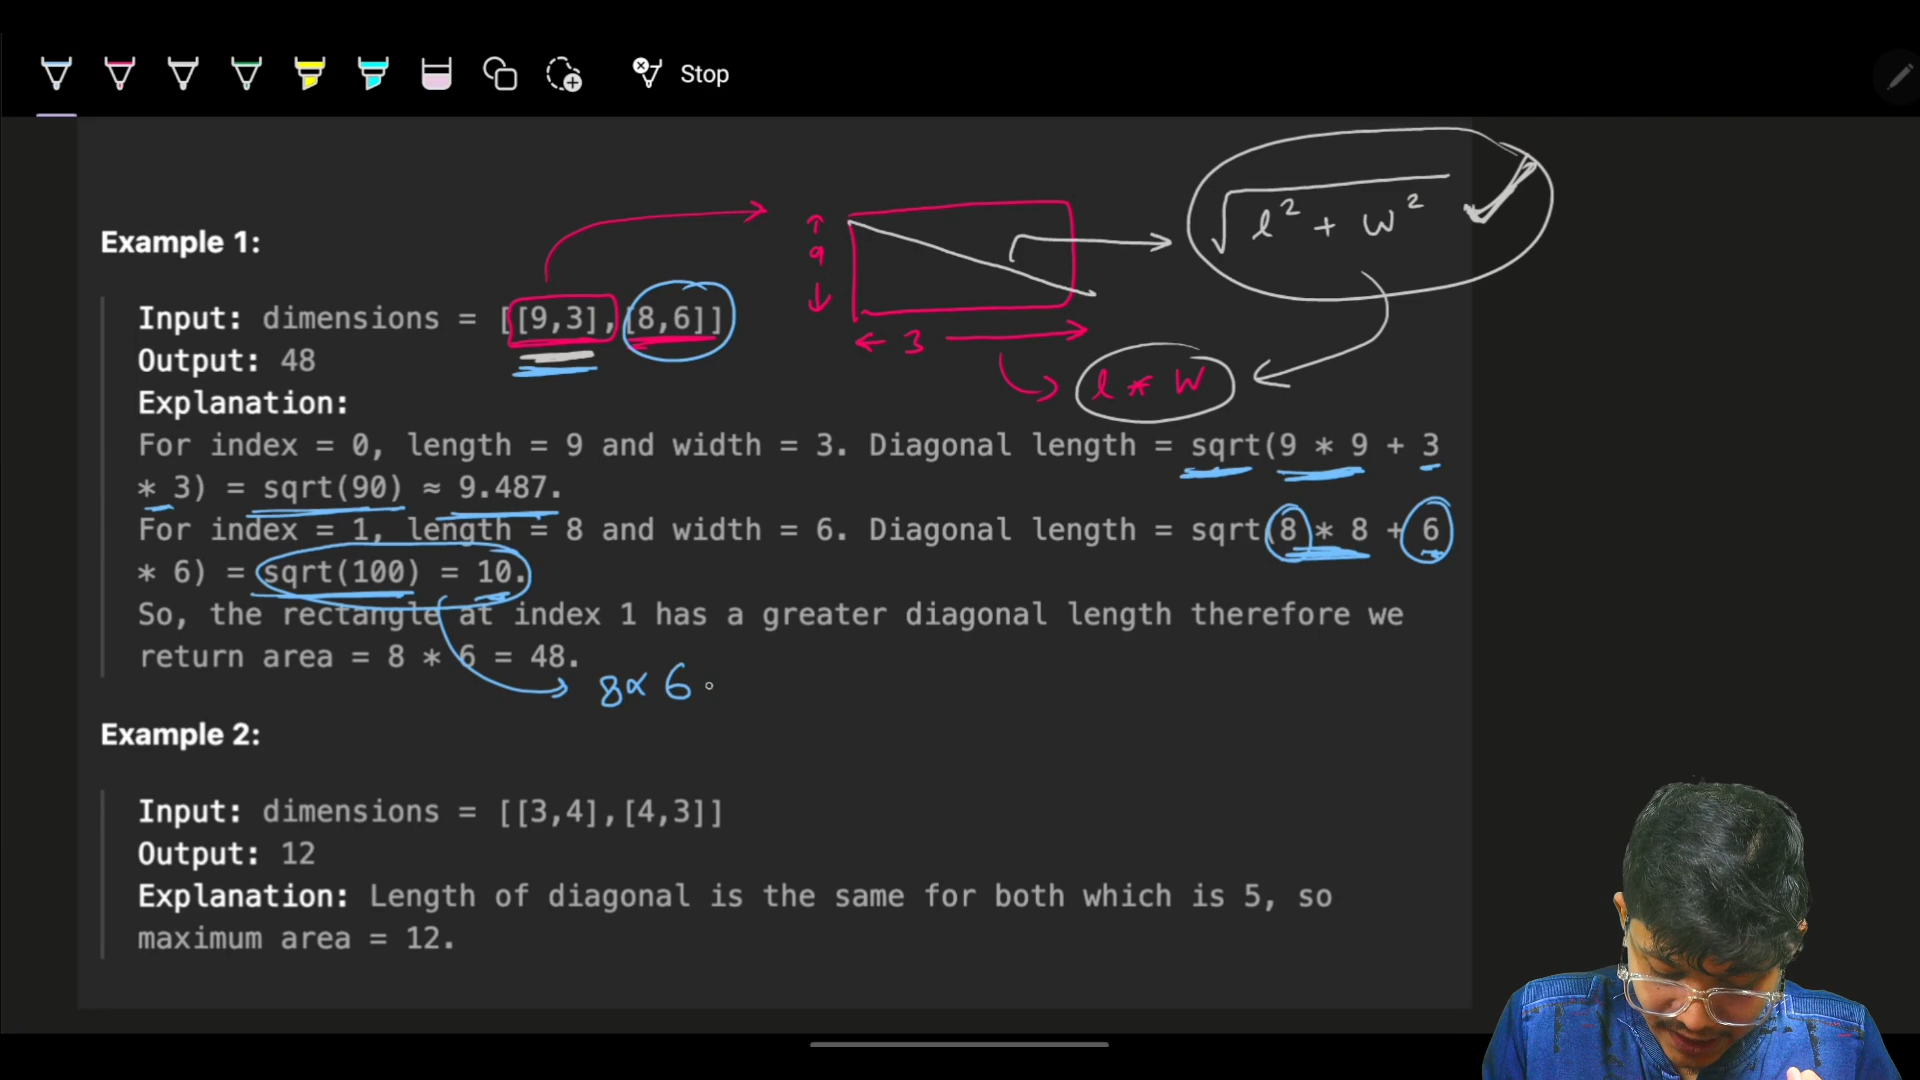 Stop
√ l² + w²
Example 1:
9
Input: dimensions = [[9,3],[8,6]]
3
Output: 48
l * W
Explanation:
For index = 0, length = 9 and width = 3. Diagonal length = sqrt(9 * 9 + 3
* 3) = sqrt(90) ≈ 9.487.
For index = 1, length = 8 and width = 6. Diagonal length = sqrt(8 * 8 + 6
* 6) = sqrt(100) = 10.
So, the rectangle at index 1 has a greater diagonal length therefore we
return area = 8 * 6 = 48.
8 * 6
Example 2:
Input: dimensions = [[3,4],[4,3]]
Output: 12
Explanation: Length of diagonal is the same for both which is 5, so
maximum area = 12.